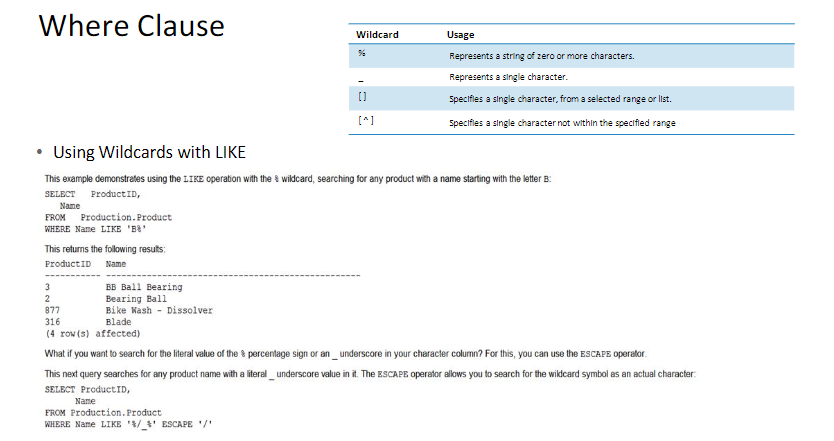 Where Clause
Wildcard Usage
% Represents a string of zero or more characters.
_ Represents a single character.
[] Specifies a single character, from a selected range or list.
[^] Specifies a single character not within the specified range
• Using Wildcards with LIKE
This example demonstrates using the LIKE operation with the % wildcard, searching for any product with a name starting with the letter B:
SELECT ProductID,
Name
FROM Production.Product
WHERE Name LIKE 'B%'
This returns the following results:
ProductID Name
----------- --------------------------------------------------
3 BB Ball Bearing
2 Bearing Ball
877 Bike Wash - Dissolver
316 Blade
(4 row(s) affected)
What if you want to search for the literal value of the % percentage sign or an _ underscore in your character column? For this, you can use the ESCAPE operator.
This next query searches for any product name with a literal _ underscore value in it. The ESCAPE operator allows you to search for the wildcard symbol as an actual character:
SELECT ProductID,
Name
FROM Production.Product
WHERE Name LIKE '%/_%' ESCAPE '/'